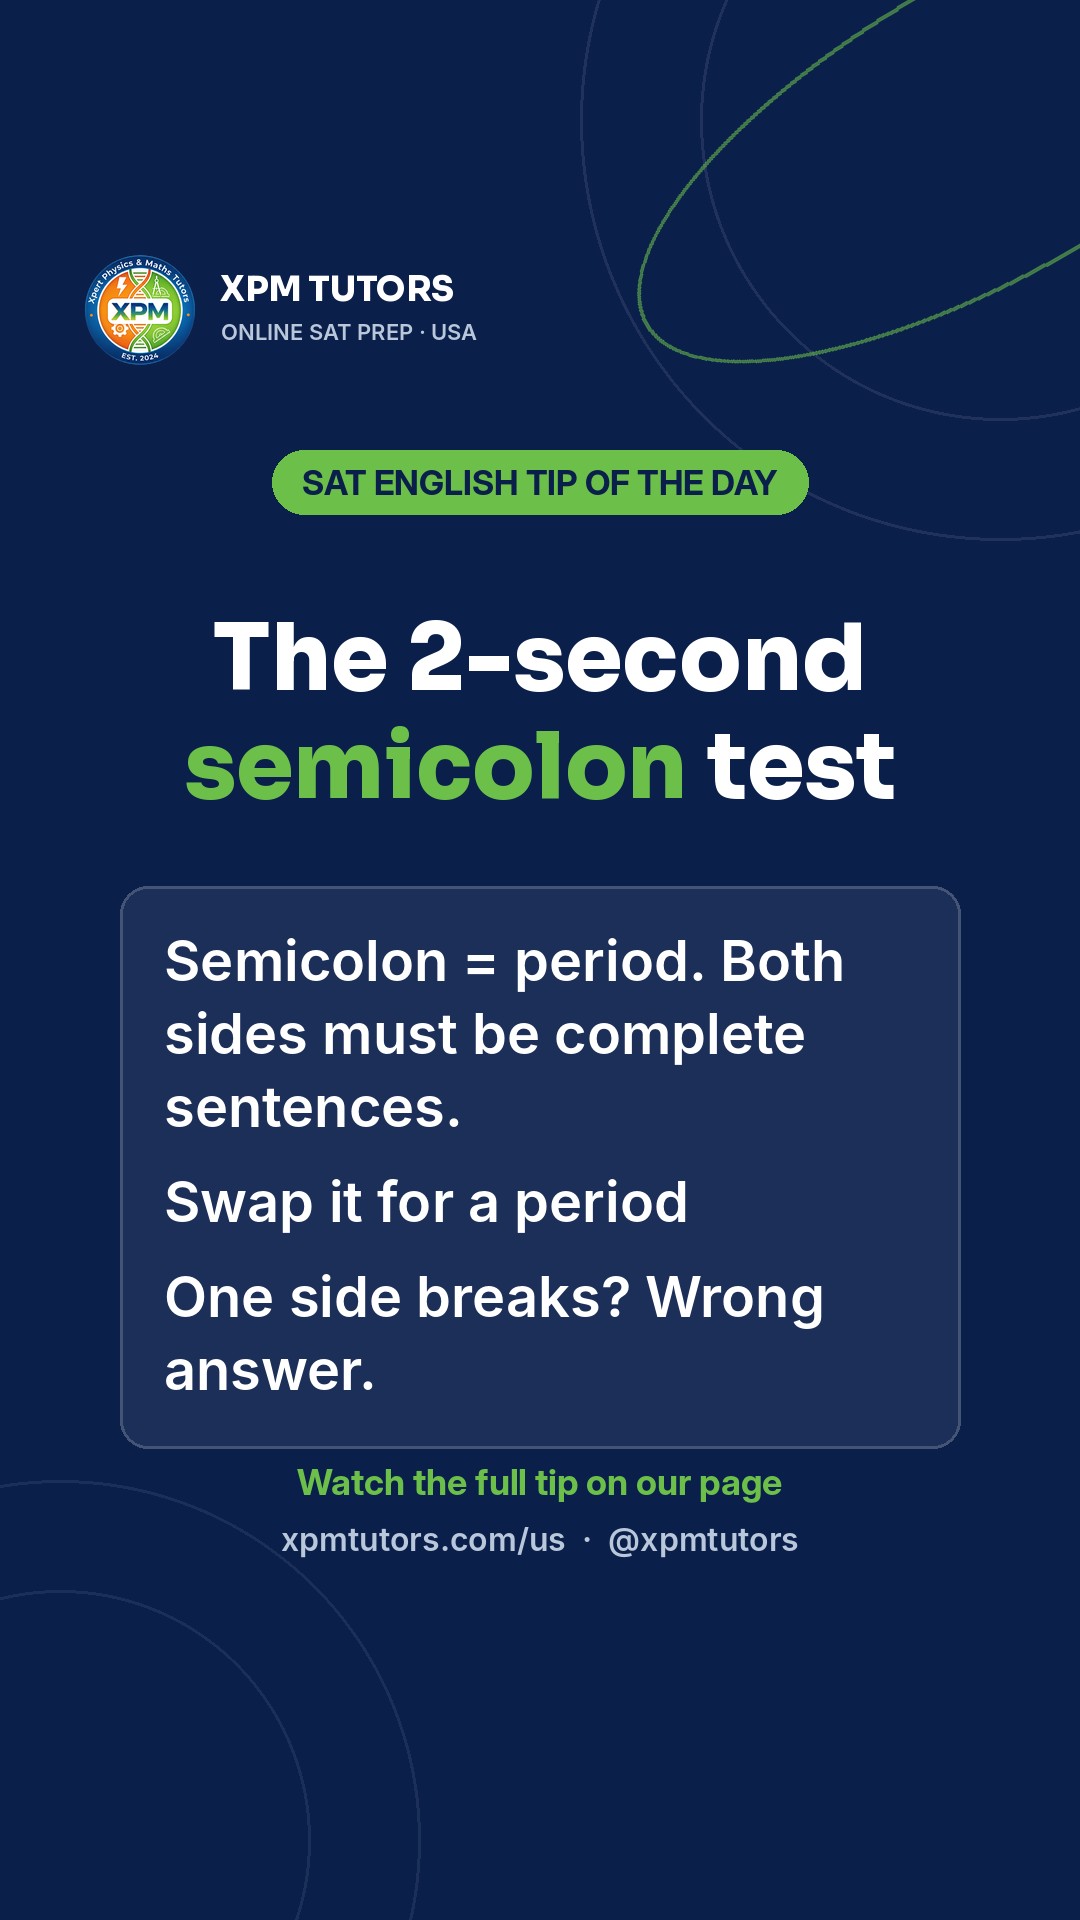 Xpert Physics & Maths Tutors
XPM
EST. 2024
XPM TUTORS
ONLINE SAT PREP · USA
SAT ENGLISH TIP OF THE DAY
The 2-second
semicolon test
Semicolon = period. Both
sides must be complete
sentences.
Swap it for a period
One side breaks? Wrong
answer.
Watch the full tip on our page
xpmtutors.com/us · @xpmtutors